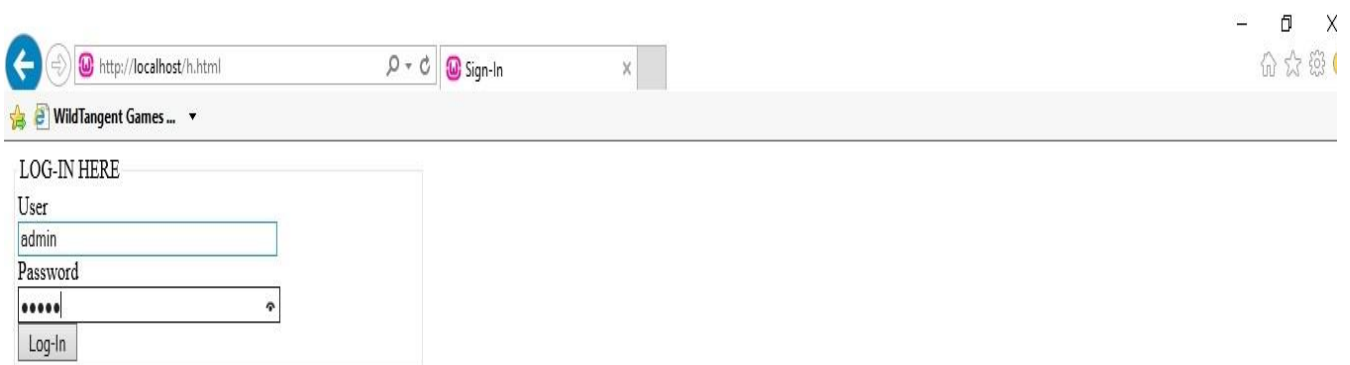 http://localhost/h.html Sign-In
WildTangent Games ...
LOG-IN HERE
User
admin
Password
•••••
Log-In